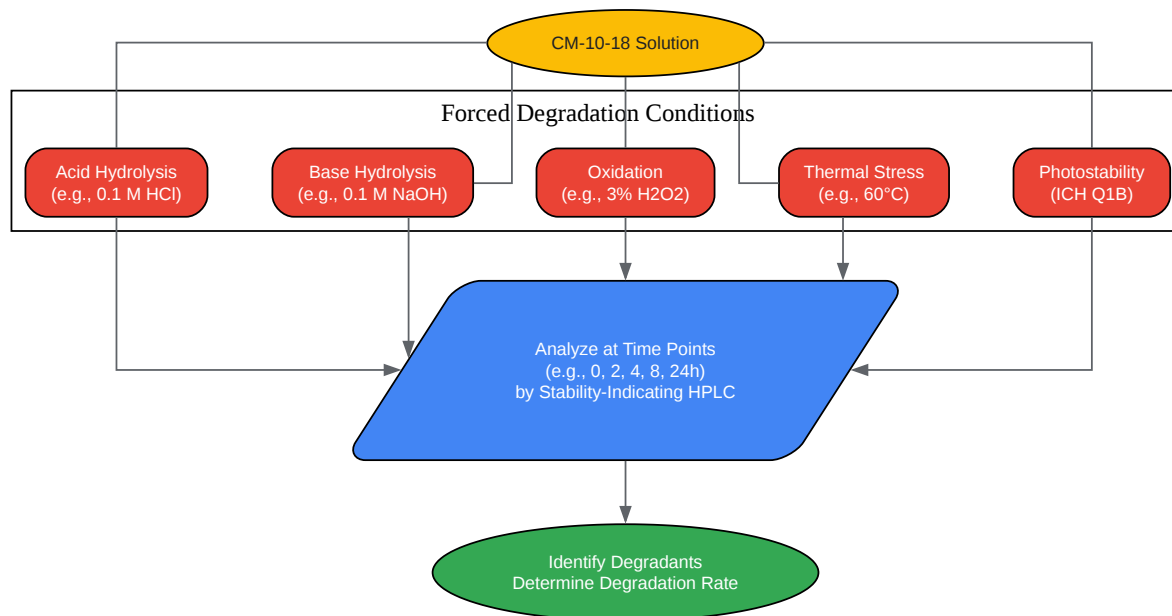 CM-10-18 Solution
Forced Degradation Conditions
Acid Hydrolysis
(e.g., 0.1 M HCl)
Base Hydrolysis
(e.g., 0.1 M NaOH)
Oxidation
(e.g., 3% H2O2)
Thermal Stress
(e.g., 60°C)
Photostability
(ICH Q1B)
Analyze at Time Points
(e.g., 0, 2, 4, 8, 24h)
by Stability-Indicating HPLC
Identify Degradants
Determine Degradation Rate